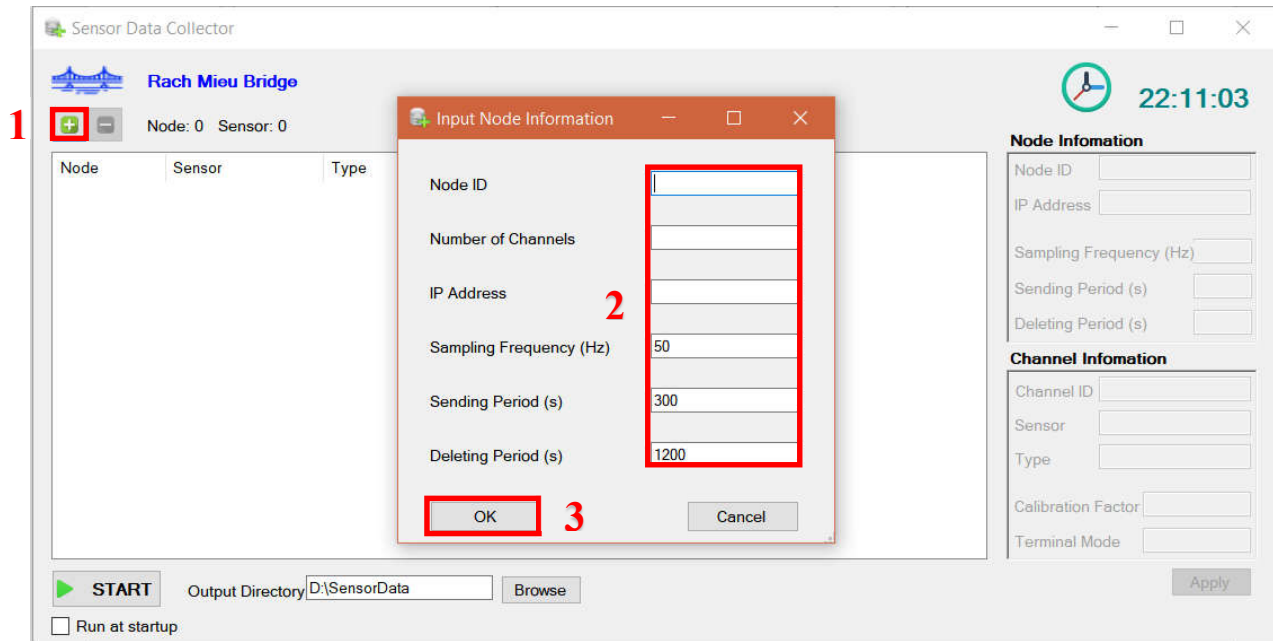 Sensor Data Collector
Rach Mieu Bridge
22:11:03
1
Node: 0 Sensor: 0
Node Sensor Type
Input Node Information
Node ID
Number of Channels
IP Address
2
Sampling Frequency (Hz) 50
Sending Period (s) 300
Deleting Period (s) 1200
OK 3 Cancel
Node Infomation
Node ID
IP Address
Sampling Frequency (Hz)
Sending Period (s)
Deleting Period (s)
Channel Infomation
Channel ID
Sensor
Type
Calibration Factor
Terminal Mode
Apply
START Output Directory D:\SensorData Browse
Run at startup